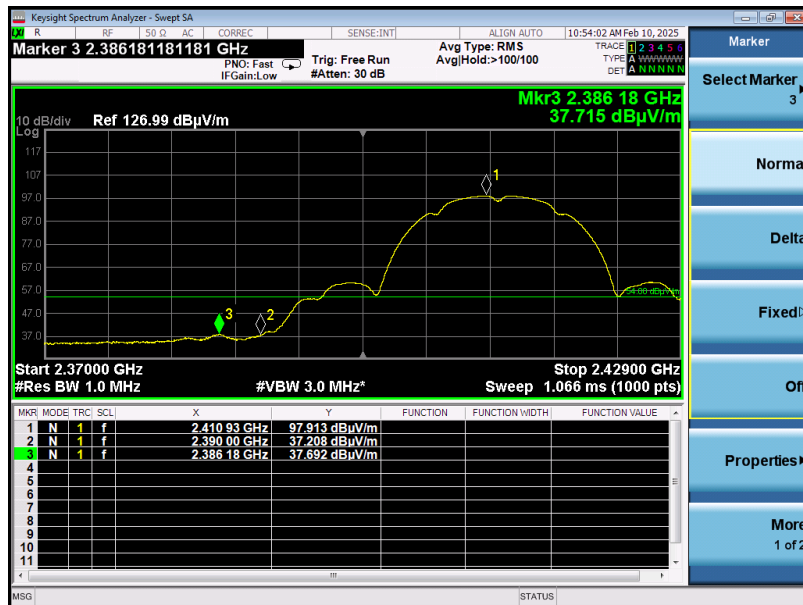 Keysight Spectrum Analyzer - Swept SA
LXI R RF 50 Ω AC CORREC SENSE:INT ALIGN AUTO 10:54:02 AM Feb 10, 2025
Marker 3 2.386181181181 GHz
PNO: Fast
IFGain:Low
Trig: Free Run
#Atten: 30 dB
Avg Type: RMS
Avg|Hold:>100/100
TRACE 1 2 3 4 5 6
TYPE A WWWWW
DET A N N N N N
Mkr3 2.386 18 GHz
37.715 dBµV/m
10 dB/div Ref 126.99 dBµV/m
Log
117
107
97.0
87.0
77.0
67.0
57.0
47.0
37.0
1
2
3
54.00 dBµV/m
Start 2.37000 GHz Stop 2.42900 GHz
#Res BW 1.0 MHz #VBW 3.0 MHz* Sweep 1.066 ms (1000 pts)
MKR MODE TRC SCL X Y FUNCTION FUNCTION WIDTH FUNCTION VALUE
1 N 1 f 2.410 93 GHz 97.913 dBµV/m
2 N 1 f 2.390 00 GHz 37.208 dBµV/m
3 N 1 f 2.386 18 GHz 37.692 dBµV/m
4
5
6
7
8
9
10
11
MSG STATUS
Marker
Select Marker
3
Norma
Delta
Fixed
Off
Properties
More
1 of 2